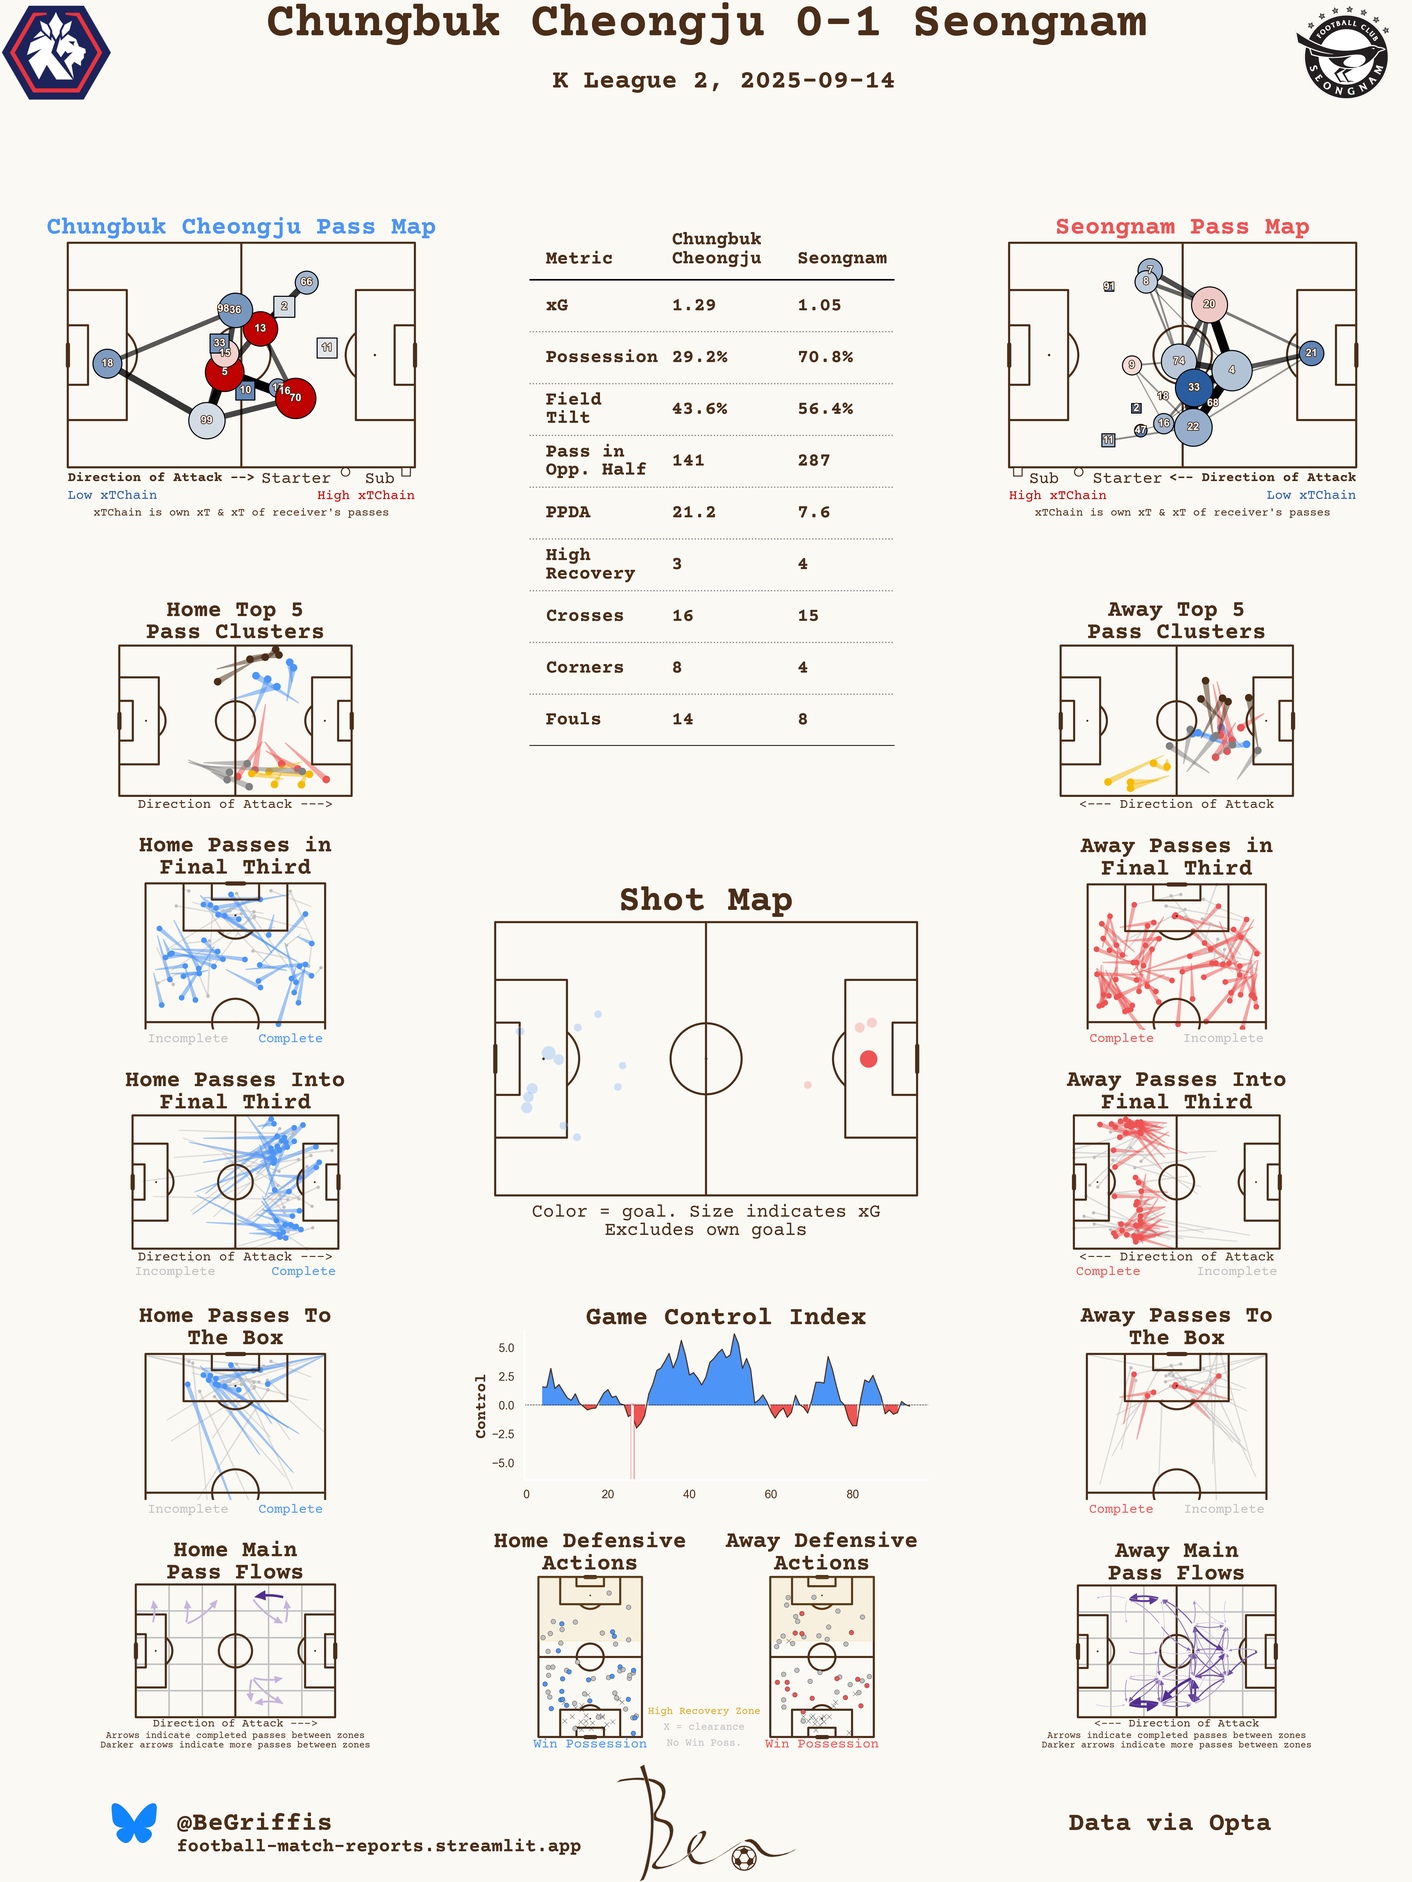 Chungbuk Cheongju 0-1 Seongnam
K League 2, 2025-09-14
FOOTBALL CLUB
SEONGNAM
Chungbuk Cheongju Pass Map
66
98 36
2
13
33
15
11
18
5
10
16
70
99
Direction of Attack --> Starter Sub
Low xTChain High xTChain
xTChain is own xT & xT of receiver's passes
Metric Chungbuk Cheongju Seongnam
xG 1.29 1.05
Possession 29.2% 70.8%
Field Tilt 43.6% 56.4%
Pass in Opp. Half 141 287
PPDA 21.2 7.6
High Recovery 3 4
Crosses 16 15
Corners 8 4
Fouls 14 8
Seongnam Pass Map
7
91
8
20
21
74
9
4
33
18
68
2
16
47
22
11
Sub Starter <-- Direction of Attack
High xTChain Low xTChain
xTChain is own xT & xT of receiver's passes
Home Top 5
Pass Clusters
Direction of Attack --->
Away Top 5
Pass Clusters
<--- Direction of Attack
Home Passes in
Final Third
Incomplete Complete
Away Passes in
Final Third
Complete Incomplete
Shot Map
Color = goal. Size indicates xG
Excludes own goals
Home Passes Into
Final Third
Direction of Attack --->
Incomplete Complete
Away Passes Into
Final Third
<--- Direction of Attack
Complete Incomplete
Home Passes To
The Box
Incomplete Complete
Game Control Index
Control
5.0
2.5
0.0
−2.5
−5.0
0 20 40 60 80
Away Passes To
The Box
Complete Incomplete
Home Main
Pass Flows
Direction of Attack --->
Arrows indicate completed passes between zones
Darker arrows indicate more passes between zones
Home Defensive
Actions
Win Possession
Away Defensive
Actions
Win Possession
High Recovery Zone
X = clearance
No Win Poss.
Away Main
Pass Flows
<--- Direction of Attack
Arrows indicate completed passes between zones
Darker arrows indicate more passes between zones
@BeGriffis
football-match-reports.streamlit.app
Ben
Data via Opta